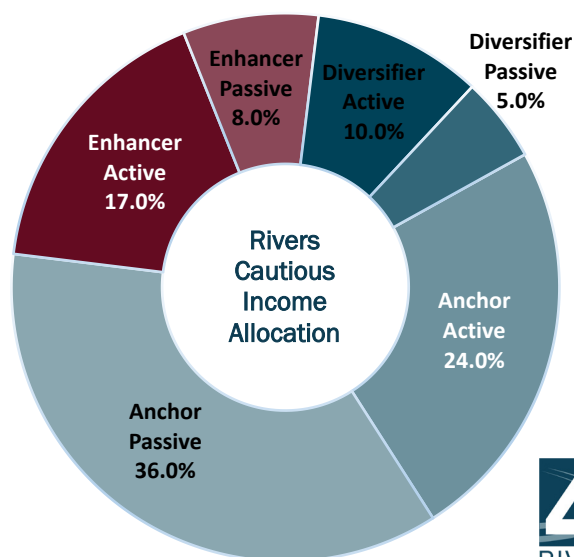 Enhancer
Passive
8.0%
Diversifier
Active
10.0%
Diversifier
Passive
5.0%
Enhancer
Active
17.0%
Rivers
Cautious
Income
Allocation
Anchor
Active
24.0%
Anchor
Passive
36.0%
4